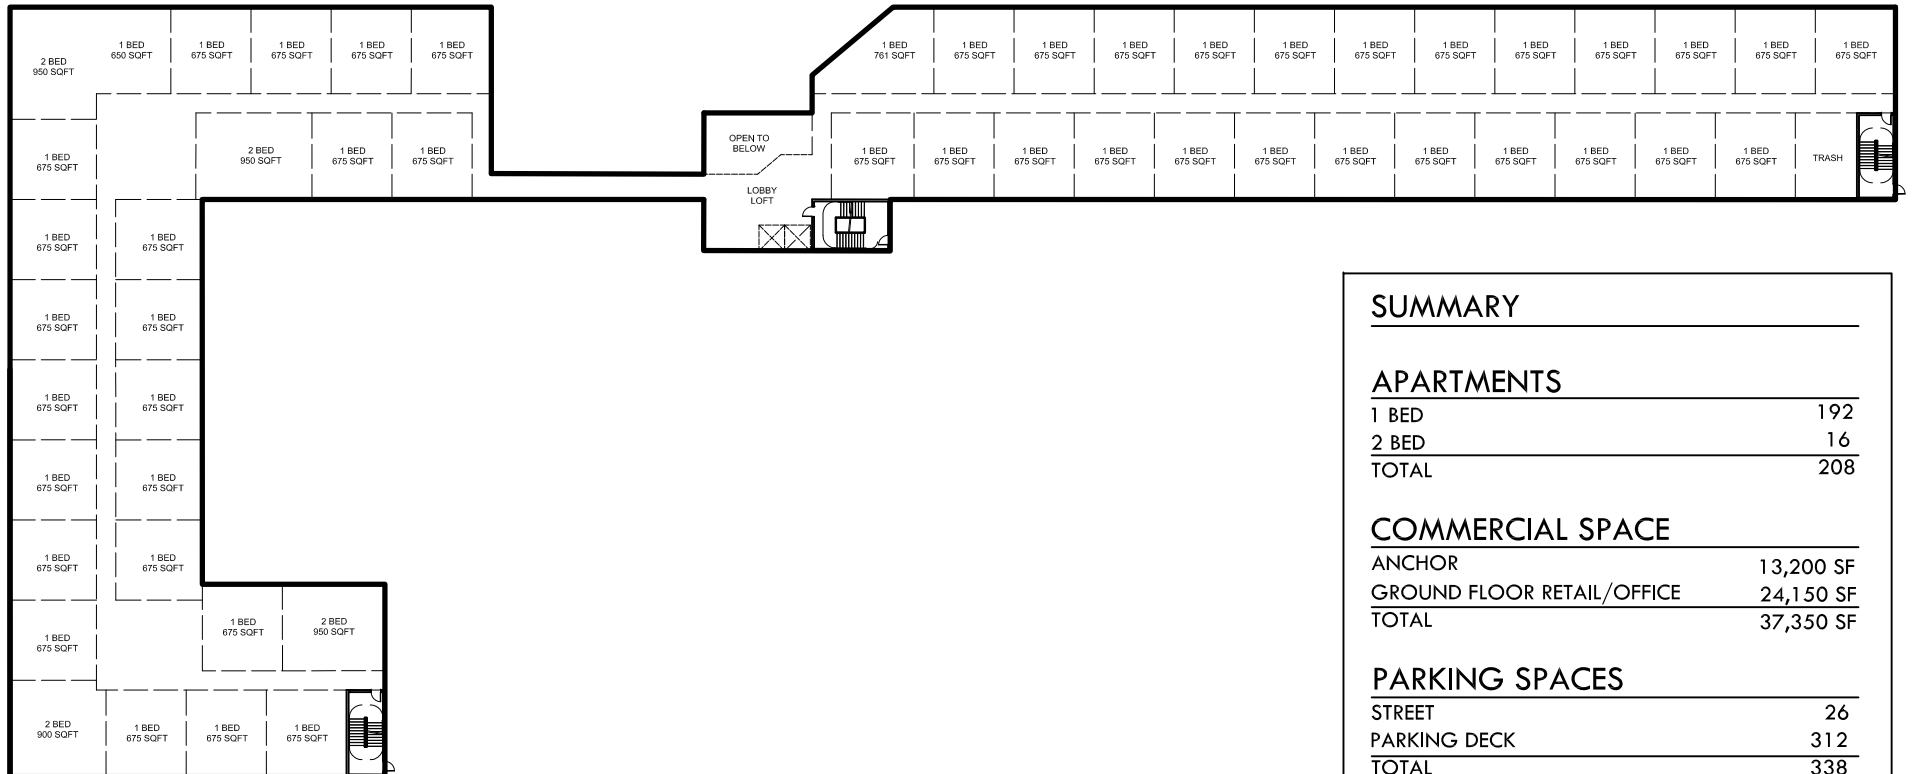 2 BED
950 SQFT
1 BED
650 SQFT
1 BED
675 SQFT
1 BED
675 SQFT
1 BED
675 SQFT
1 BED
675 SQFT
1 BED
761 SQFT
1 BED
675 SQFT
1 BED
675 SQFT
1 BED
675 SQFT
1 BED
675 SQFT
1 BED
675 SQFT
1 BED
675 SQFT
1 BED
675 SQFT
1 BED
675 SQFT
1 BED
675 SQFT
1 BED
675 SQFT
1 BED
675 SQFT
1 BED
675 SQFT
1 BED
675 SQFT
2 BED
950 SQFT
1 BED
675 SQFT
1 BED
675 SQFT
OPEN TO
BELOW
LOBBY
LOFT
1 BED
675 SQFT
1 BED
675 SQFT
1 BED
675 SQFT
1 BED
675 SQFT
1 BED
675 SQFT
1 BED
675 SQFT
1 BED
675 SQFT
1 BED
675 SQFT
1 BED
675 SQFT
1 BED
675 SQFT
1 BED
675 SQFT
1 BED
675 SQFT
TRASH
1 BED
675 SQFT
1 BED
675 SQFT
1 BED
675 SQFT
1 BED
675 SQFT
1 BED
675 SQFT
1 BED
675 SQFT
1 BED
675 SQFT
1 BED
675 SQFT
1 BED
675 SQFT
1 BED
675 SQFT
1 BED
675 SQFT
1 BED
675 SQFT
2 BED
950 SQFT
2 BED
900 SQFT
1 BED
675 SQFT
1 BED
675 SQFT
1 BED
675 SQFT
SUMMARY
APARTMENTS
1 BED 192
2 BED 16
TOTAL 208
COMMERCIAL SPACE
ANCHOR 13,200 SF
GROUND FLOOR RETAIL/OFFICE 24,150 SF
TOTAL 37,350 SF
PARKING SPACES
STREET 26
PARKING DECK 312
TOTAL 338